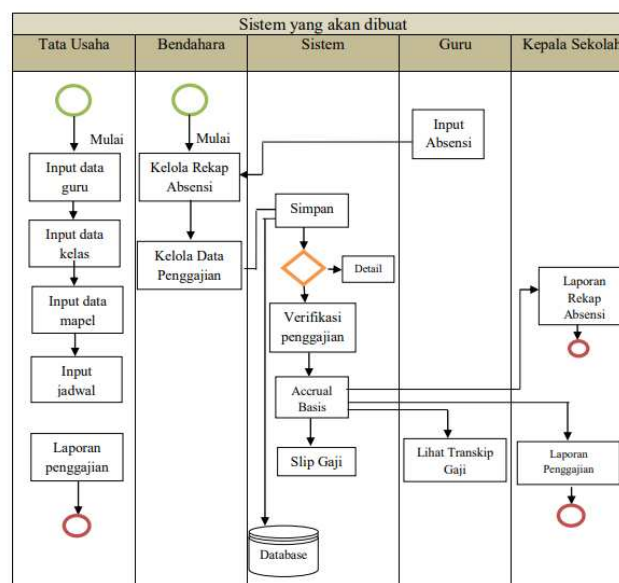 Sistem yang akan dibuat
Tata Usaha
Bendahara
Sistem
Guru
Kepala Sekolah
Mulai
Input data
guru
Input data
kelas
Input data
mapel
Input
jadwal
Laporan
penggajian
Mulai
Kelola Rekap
Absensi
Kelola Data
Penggajian
Simpan
Detail
Verifikasi
penggajian
Accrual
Basis
Slip Gaji
Database
Input
Absensi
Lihat Transkip
Gaji
Laporan
Rekap
Absensi
Laporan
Penggajian